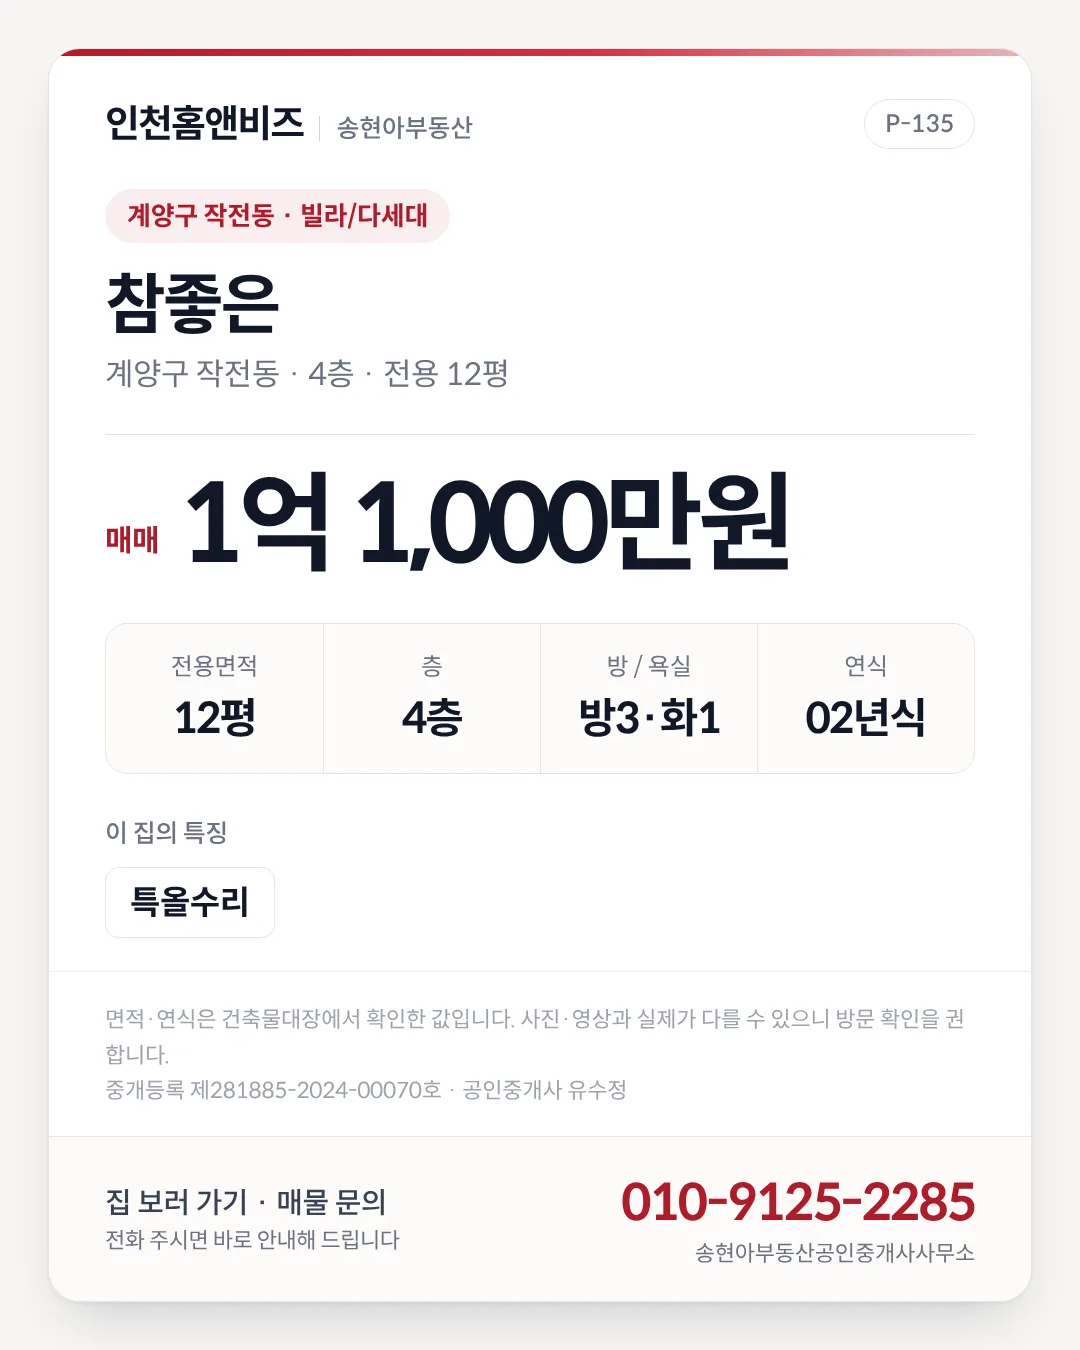 인천홈앤비즈 | 송현아부동산
P-135
계양구 작전동 · 빌라/다세대
참좋은
계양구 작전동 · 4층 · 전용 12평
매매 1억 1,000만원
전용면적 층 방 / 욕실 연식
12평 4층 방3·화1 02년식
이 집의 특징
특올수리
면적·연식은 건축물대장에서 확인한 값입니다. 사진·영상과 실제가 다를 수 있으니 방문 확인을 권
합니다.
중개등록 제281885-2024-00070호 · 공인중개사 유수정
집 보러 가기 · 매물 문의
전화 주시면 바로 안내해 드립니다
010-9125-2285
송현아부동산공인중개사사무소